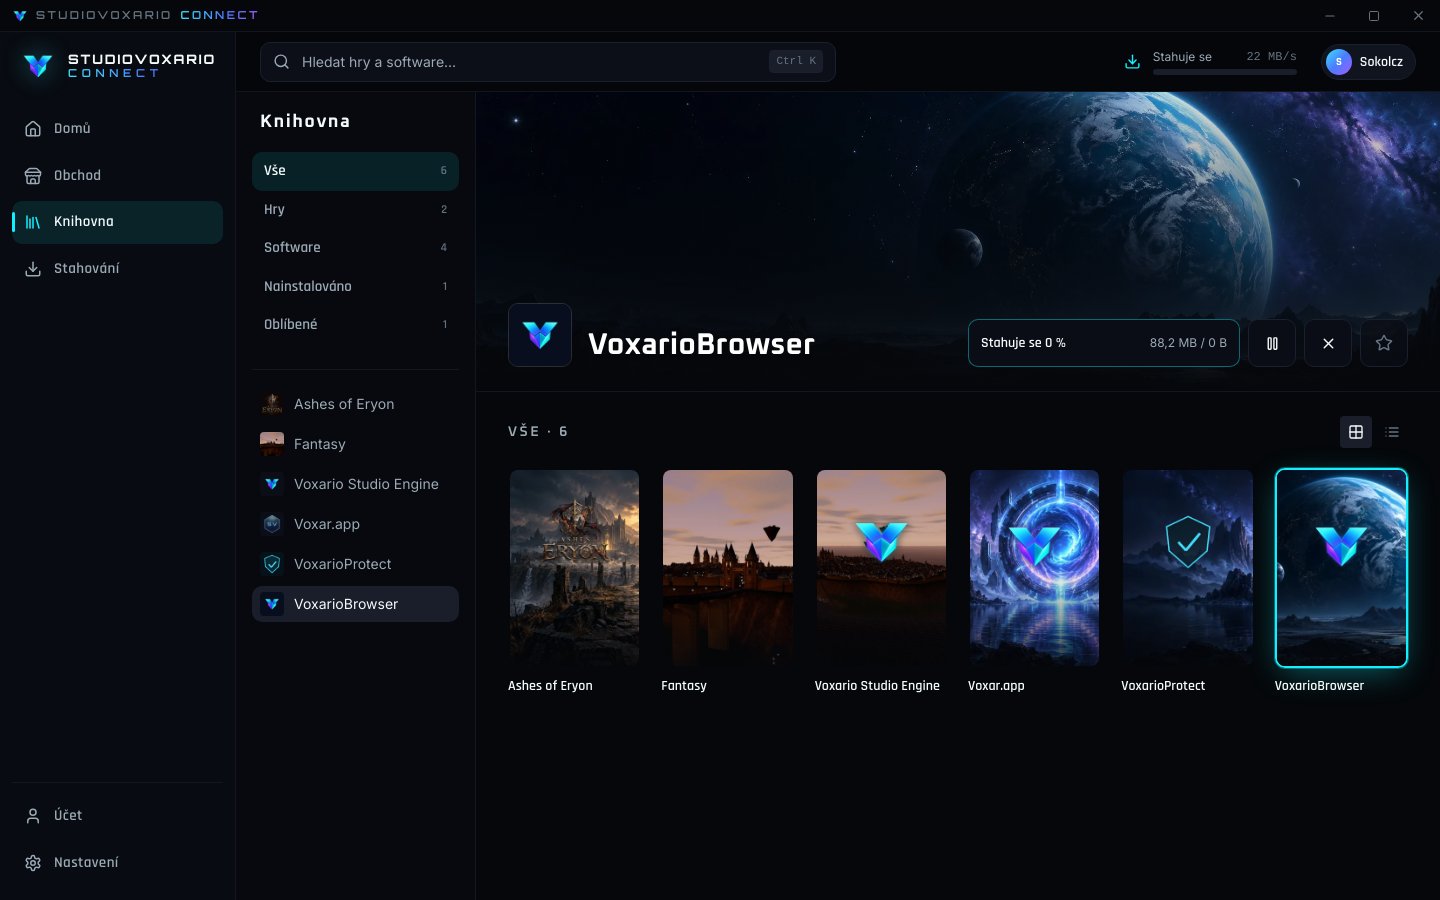 STUDIOVOXARIO CONNECT
STUDIOVOXARIO
CONNECT
Hledat hry a software...
Ctrl K
Stahuje se
22 MB/s
S
Sokolcz
Domů
Obchod
Knihovna
Stahování
Účet
Nastavení
Knihovna
Vše 6
Hry 2
Software 4
Nainstalováno 1
Oblíbené 1
Ashes of Eryon
Fantasy
Voxario Studio Engine
Voxar.app
VoxarioProtect
VoxarioBrowser
VoxarioBrowser
Stahuje se 0 %
88,2 MB / 0 B
VŠE · 6
ASHES
ERYON
Ashes of Eryon
Fantasy
Voxario Studio Engine
Voxar.app
VoxarioProtect
VoxarioBrowser